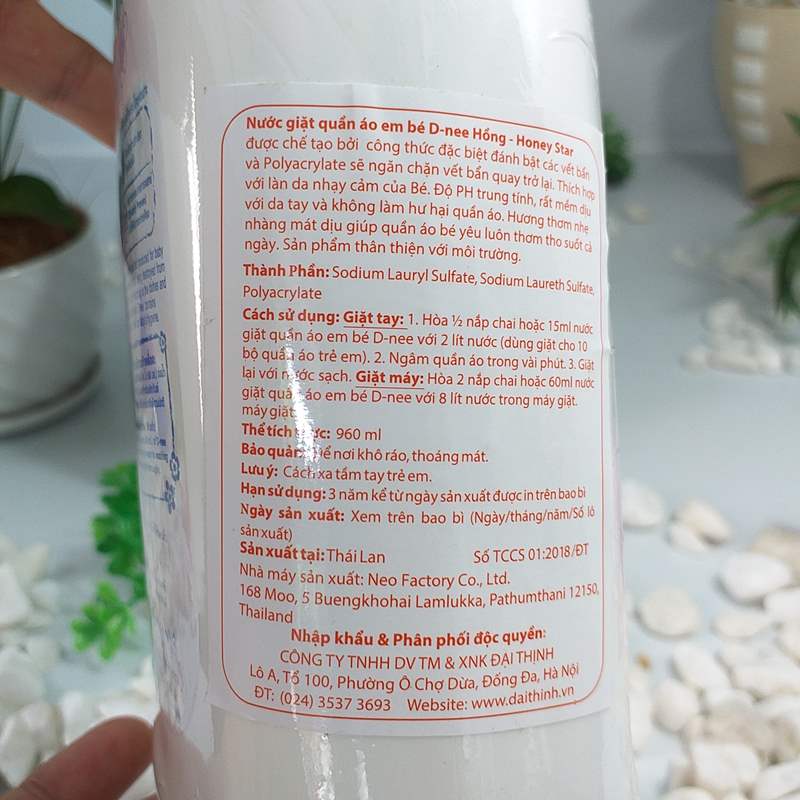 Nước giặt quần áo em bé D-nee Hồng - Honey Star
được chế tạo bởi công thức đặc biệt đánh bật các vết bẩn
và Polyacrylate sẽ ngăn chặn vết bẩn quay trở lại. Thích hợp
với làn da nhạy cảm của Bé. Độ PH trung tính, rất mềm dịu
với da tay và không làm hư hại quần áo. Hương thơm nhẹ
nhàng mát dịu giúp quần áo bé yêu luôn thơm tho suốt cả
ngày. Sản phẩm thân thiện với môi trường.
Thành Phần: Sodium Lauryl Sulfate, Sodium Laureth Sulfate,
Polyacrylate
Cách sử dụng: Giặt tay: 1. Hòa ½ nắp chai hoặc 15ml nước
giặt quần áo em bé D-nee với 2 lít nước (dùng giặt cho 10
bộ quần áo trẻ em). 2. Ngâm quần áo trong vài phút. 3. Giặt
lại với nước sạch. Giặt máy: Hòa 2 nắp chai hoặc 60ml nước
giặt quần áo em bé D-nee với 8 lít nước trong máy giặt.
máy giặt.
Thể tích thực: 960 ml
Bảo quản: Để nơi khô ráo, thoáng mát.
Lưu ý: Cách xa tầm tay trẻ em.
Hạn sử dụng: 3 năm kể từ ngày sản xuất được in trên bao bì
Ngày sản xuất: Xem trên bao bì (Ngày/tháng/năm/Số lô
sản xuất)
Sản xuất tại: Thái Lan Số TCCS 01:2018/ĐT
Nhà máy sản xuất: Neo Factory Co., Ltd.
168 Moo, 5 Buengkhohai Lamlukka, Pathumthani 12150,
Thailand
Nhập khẩu & Phân phối độc quyền:
CÔNG TY TNHH DV TM & XNK ĐẠI THỊNH
Lô A, Tổ 100, Phường Ô Chợ Dừa, Đống Đa, Hà Nội
ĐT: (024) 3537 3693 Website: www.daithinh.vn